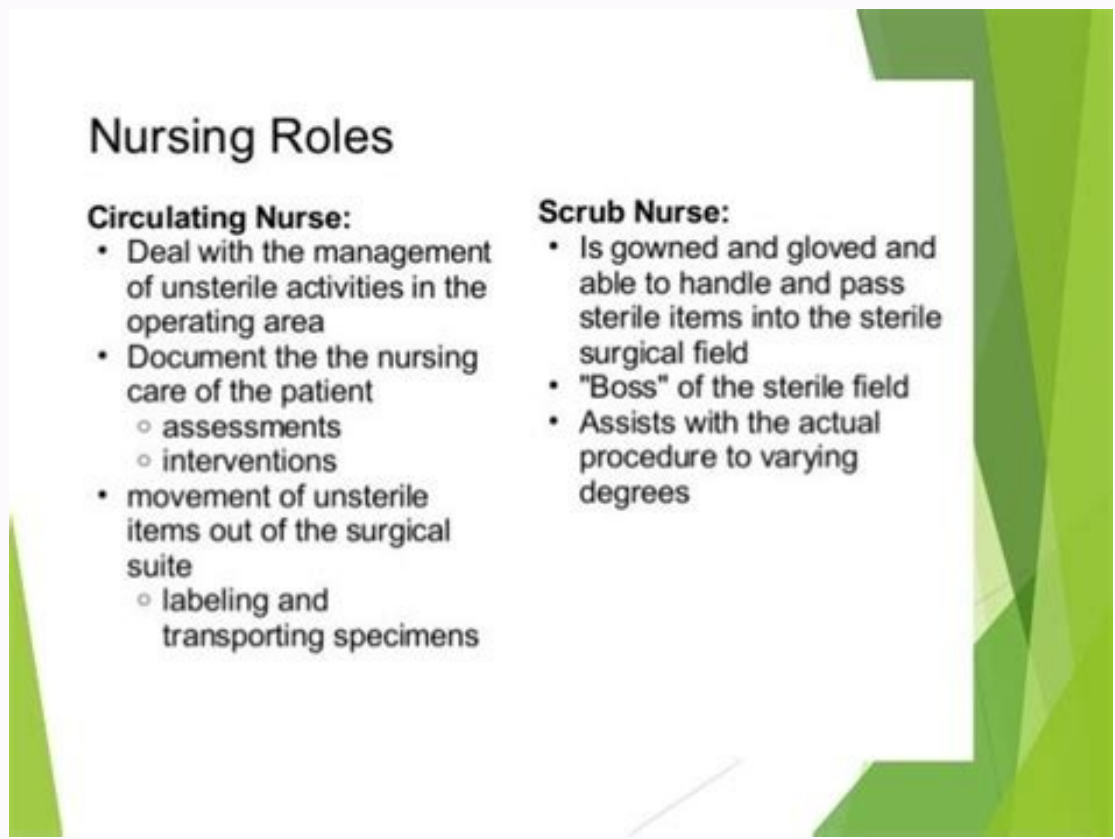 Nursing Roles
Circulating Nurse:
• Deal with the management
of unsterile activities in the
operating area
• Document the the nursing
care of the patient
○ assessments
○ interventions
• movement of unsterile
items out of the surgical
suite
○ labeling and
transporting specimens
Scrub Nurse:
• Is gowned and gloved and
able to handle and pass
sterile items into the sterile
surgical field
• "Boss" of the sterile field
• Assists with the actual
procedure to varying
degrees